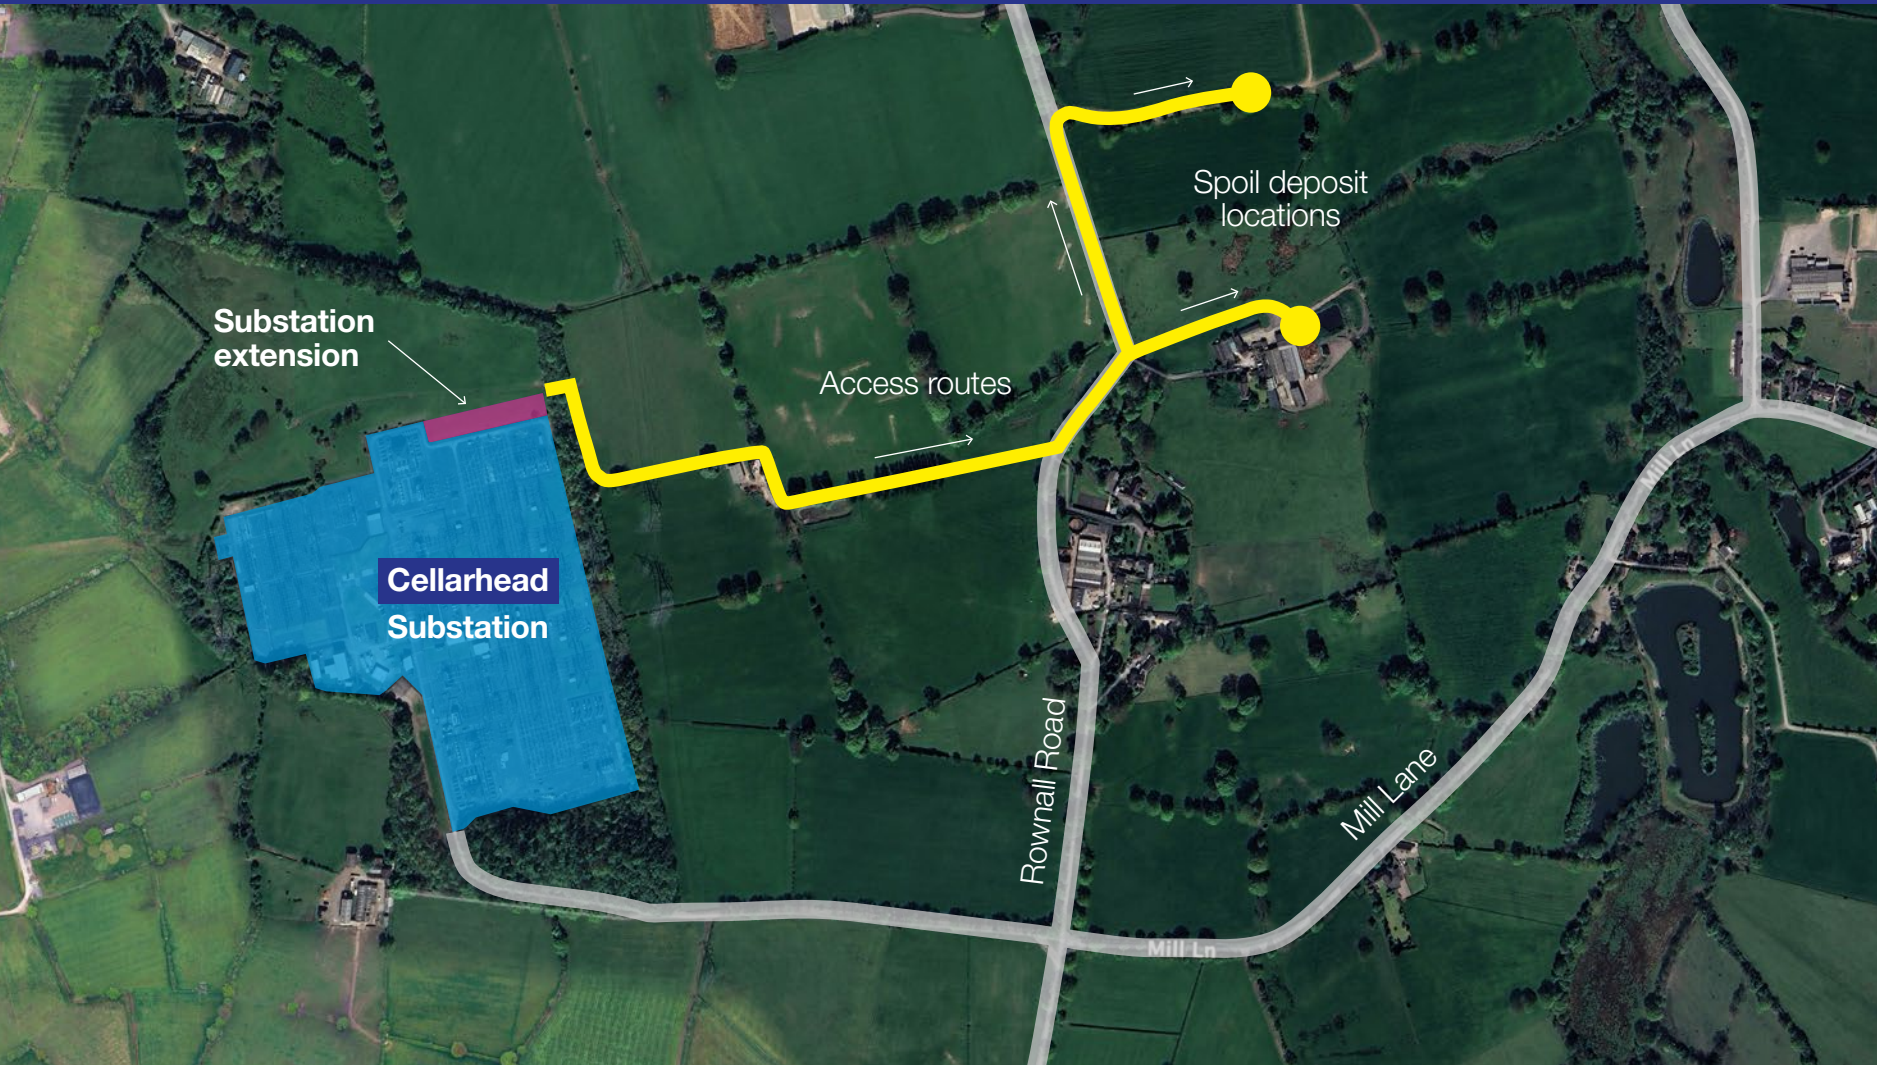 Spoil deposit
locations
Substation
extension
Access routes
Mill Ln
Cellarhead
Substation
Rownall Road
Mill Lane
Mill Ln